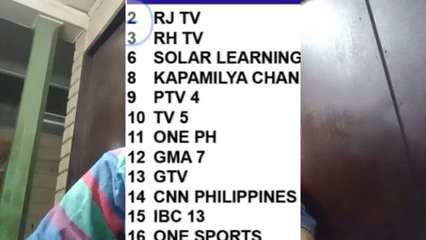 2 RJ TV
3 RH TV
6 SOLAR LEARNING
8 KAPAMILYA CHAN
9 PTV 4
10 TV 5
11 ONE PH
12 GMA 7
13 GTV
14 CNN PHILIPPINES
15 IBC 13
16 ONE SPORTS